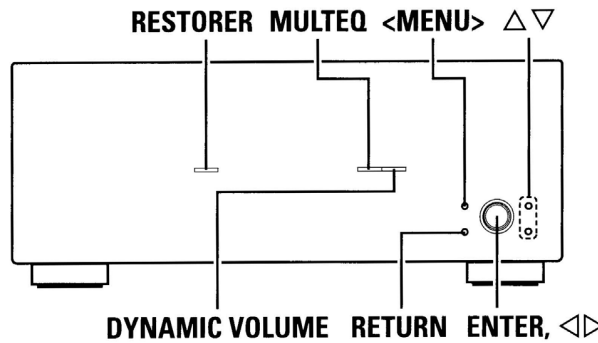 RESTORER MULTEQ <MENU> △▽
DYNAMIC VOLUME RETURN ENTER, ◁▷